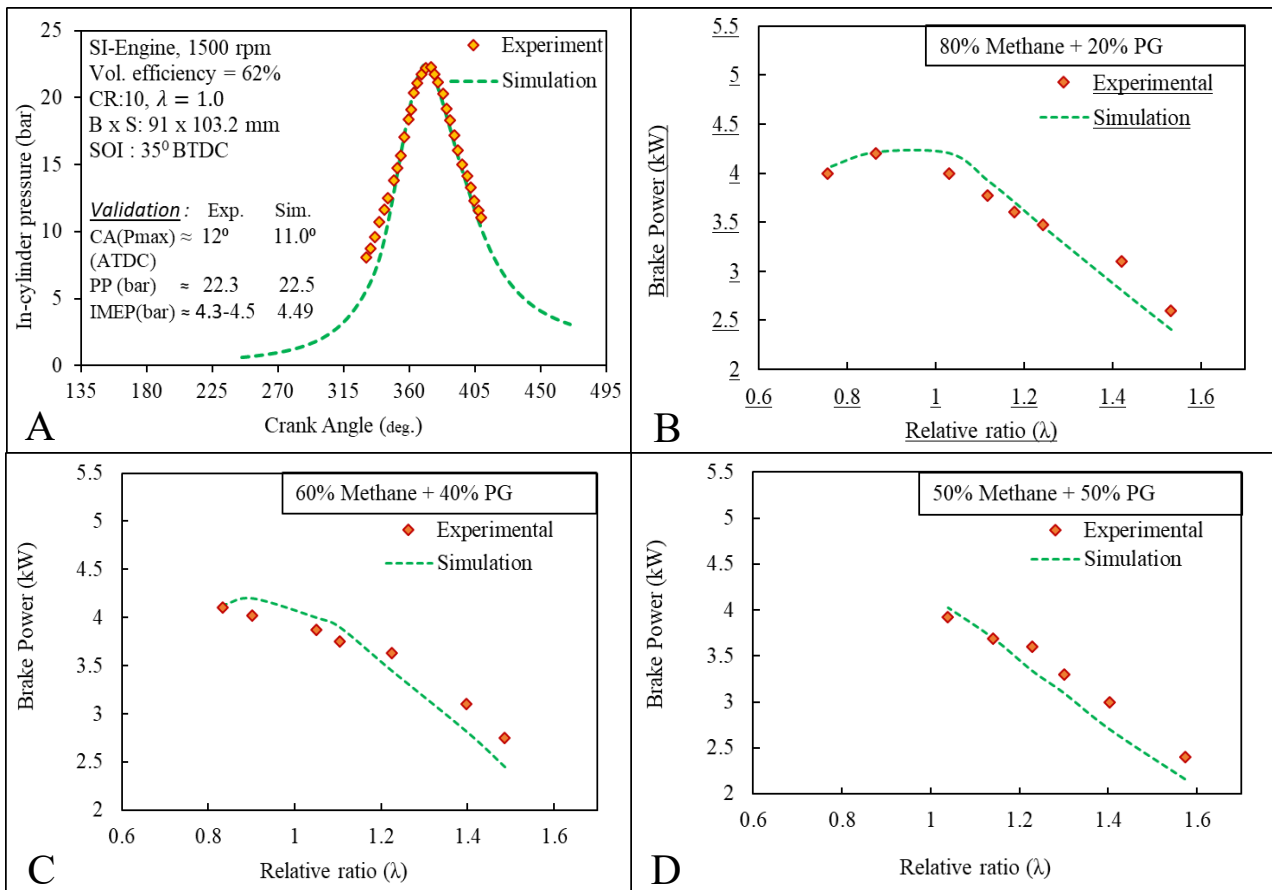 25
20
15
10
5
0
In-cylinder pressure (bar)
SI-Engine, 1500 rpm
Vol. efficiency = 62%
CR:10, λ = 1.0
B x S: 91 x 103.2 mm
SOI : 35⁰ BTDC
Experiment
Simulation
Validation : Exp. Sim.
CA(Pmax) ≈ 12⁰ 11.0⁰
(ATDC)
PP (bar) ≈ 22.3 22.5
IMEP(bar) ≈ 4.3-4.5 4.49
135 180 225 270 315 360 405 450 495
Crank Angle (deg.)
A
5.5
5
4.5
4
3.5
3
2.5
2
Brake Power (kW)
80% Methane + 20% PG
Experimental
Simulation
0.6 0.8 1 1.2 1.4 1.6
Relative ratio (λ)
B
5.5
5
4.5
4
3.5
3
2.5
2
Brake Power (kW)
60% Methane + 40% PG
Experimental
Simulation
0.6 0.8 1 1.2 1.4 1.6
Relative ratio (λ)
C
5.5
5
4.5
4
3.5
3
2.5
2
Brake Power (kW)
50% Methane + 50% PG
Experimental
Simulation
0.6 0.8 1 1.2 1.4 1.6
Relative ratio (λ)
D